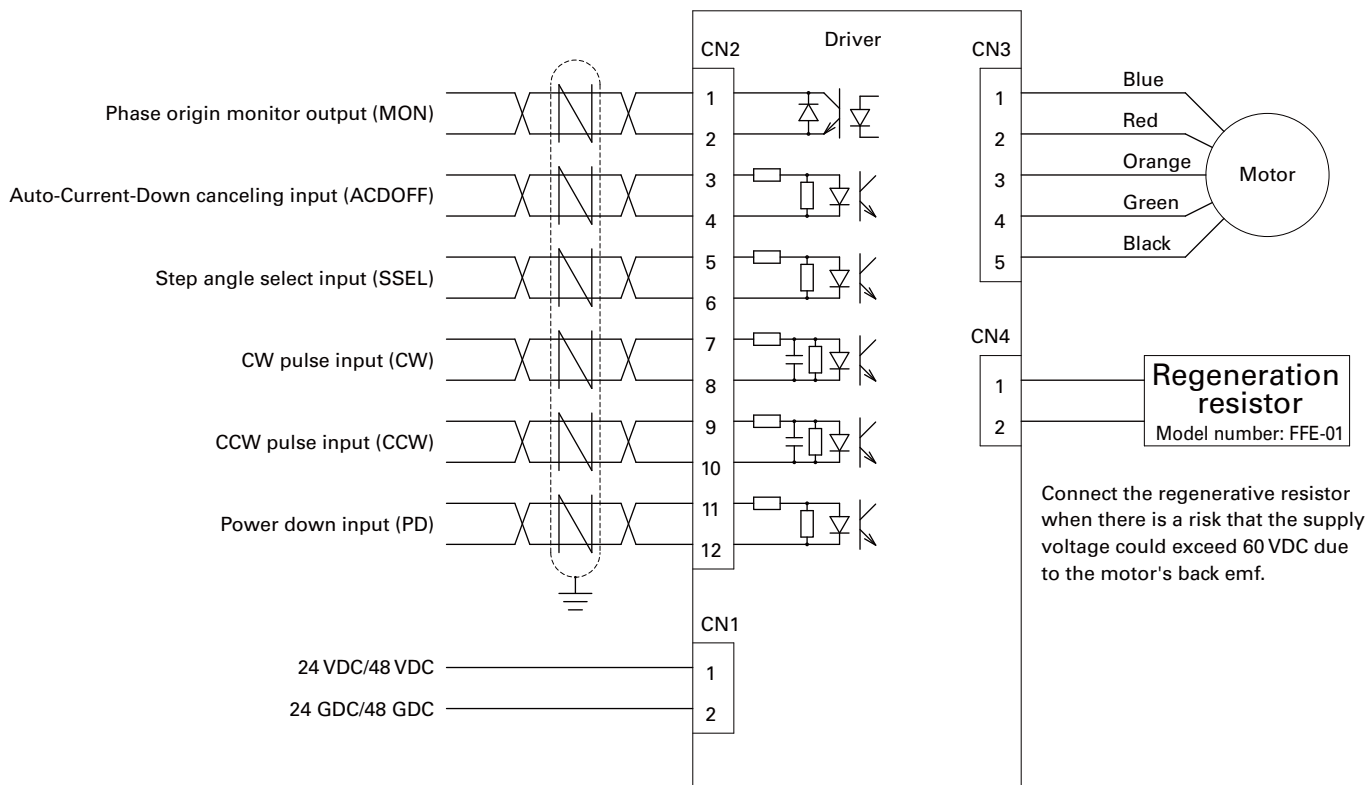 Driver
CN2
Phase origin monitor output (MON)
1
2
Auto-Current-Down canceling input (ACDOFF)
3
4
Step angle select input (SSEL)
5
6
CW pulse input (CW)
7
8
CCW pulse input (CCW)
9
10
Power down input (PD)
11
12
CN1
24 VDC/48 VDC
1
24 GDC/48 GDC
2
CN3
1
Blue
2
Red
3
Orange
4
Green
5
Black
Motor
CN4
1
2
Regeneration
resistor
Model number: FFE-01
Connect the regenerative resistor
when there is a risk that the supply
voltage could exceed 60 VDC due
to the motor's back emf.